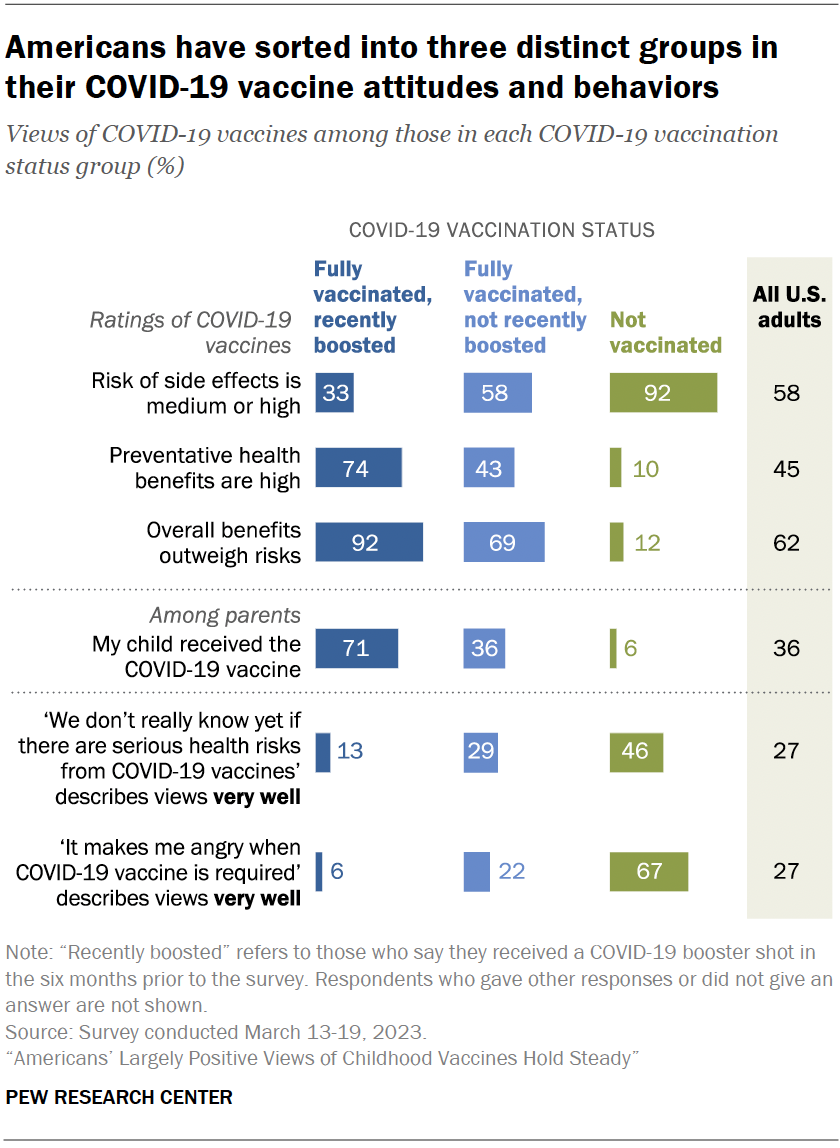 Americans have sorted into three distinct groups in
their COVID-19 vaccine attitudes and behaviors
Views of COVID-19 vaccines among those in each COVID-19 vaccination
status group (%)
COVID-19 VACCINATION STATUS
Ratings of COVID-19
vaccines
Fully
vaccinated,
recently
boosted
Fully
vaccinated,
not recently
boosted
Not
vaccinated
All U.S.
adults
Risk of side effects is
medium or high
33
58
92
58
Preventative health
benefits are high
74
43
10
45
Overall benefits
outweigh risks
92
69
12
62
Among parents
My child received the
COVID-19 vaccine
71
36
6
36
‘We don’t really know yet if
there are serious health risks
from COVID-19 vaccines’
describes views very well
13
29
46
27
‘It makes me angry when
COVID-19 vaccine is required’
describes views very well
6
22
67
27
Note: “Recently boosted” refers to those who say they received a COVID-19 booster shot in
the six months prior to the survey. Respondents who gave other responses or did not give an
answer are not shown.
Source: Survey conducted March 13-19, 2023.
“Americans’ Largely Positive Views of Childhood Vaccines Hold Steady”
PEW RESEARCH CENTER